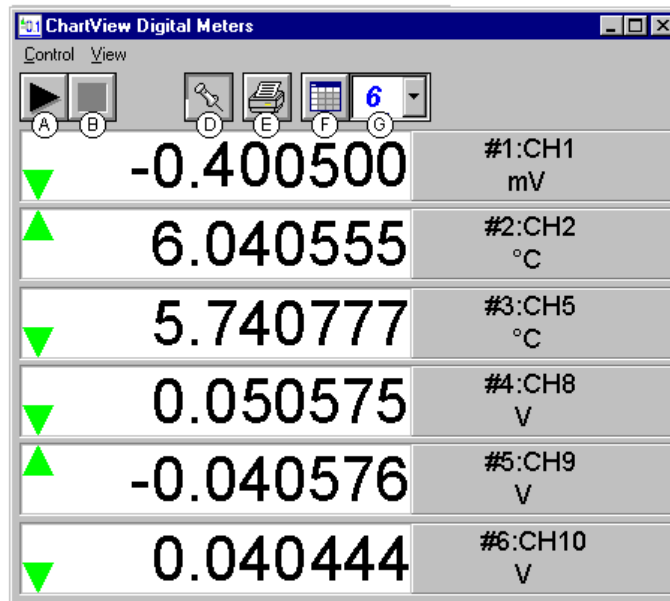 ChartView Digital Meters
Control View
6
A B D E F G
-0.400500 #1:CH1
mV
6.040555 #2:CH2
°C
5.740777 #3:CH5
°C
0.050575 #4:CH8
V
-0.040576 #5:CH9
V
0.040444 #6:CH10
V